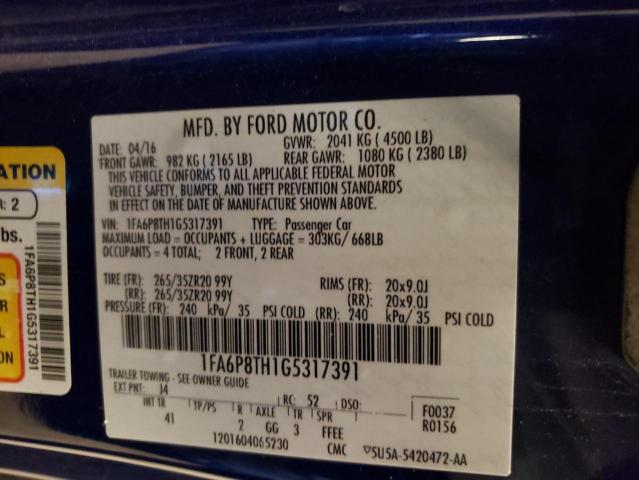 MFD. BY FORD MOTOR CO.
DATE: 04/16 GVWR: 2041 KG ( 4500 LB)
FRONT GAWR: 982 KG ( 2165 LB) REAR GAWR: 1080 KG ( 2380 LB)
THIS VEHICLE CONFORMS TO ALL APPLICABLE FEDERAL MOTOR
VEHICLE SAFETY, BUMPER, AND THEFT PREVENTION STANDARDS
IN EFFECT ON THE DATE OF MANUFACTURE SHOWN ABOVE.
VIN: 1FA6P8TH1G5317391 TYPE: Passenger Car
MAXIMUM LOAD = OCCUPANTS + LUGGAGE = 303KG/ 668LB
OCCUPANTS = 4 TOTAL; 2 FRONT, 2 REAR
TIRE (FR): 265/35ZR20 99Y RIMS (FR): 20x9.0J
(RR): 265/35ZR20 99Y (RR): 20x9.0J
PRESSURE (FR): 240 kPa/ 35 PSI COLD (RR): 240 kPa/ 35 PSI COLD
1FA6P8TH1G5317391
TRAILER TOWING - SEE OWNER GUIDE
EXT PNT: J4 RC: 52 DSO:
INT TR TP/PS R AXLE TR SPR F0037
41 2 GG 3 FFEE R0156
1201604065230 CMC 5U5A-5420472-AA
ATION
R: 2
bs.
S
R
L
ON
1FA6P8TH1G5317391